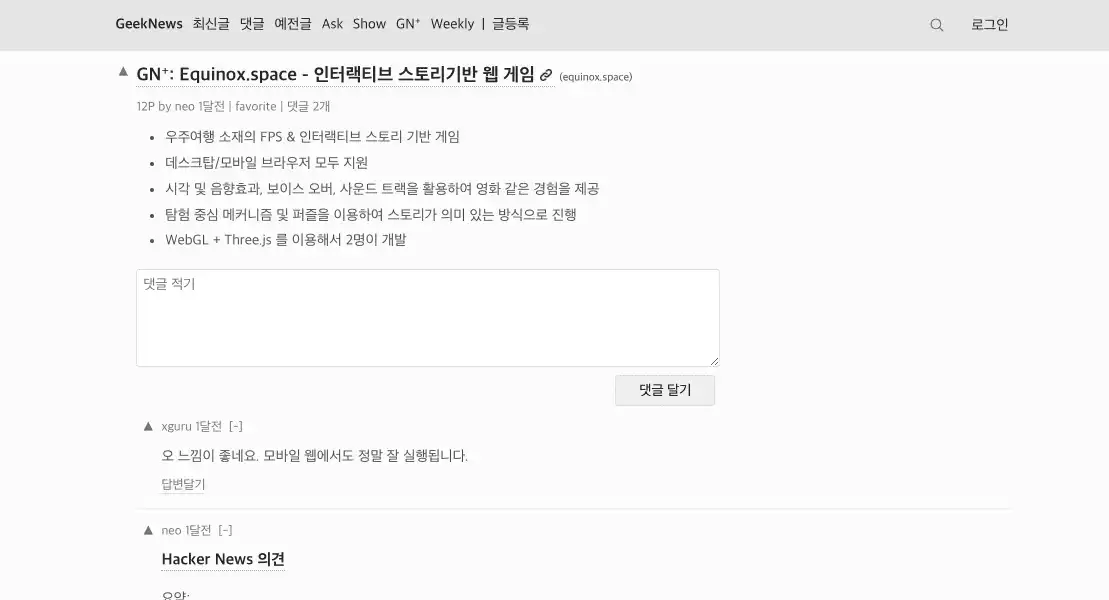 GeekNews 최신글 댓글 예전글 Ask Show GN⁺ Weekly | 글등록 로그인
▲ GN⁺: Equinox.space - 인터랙티브 스토리기반 웹 게임 (equinox.space)
12P by neo 1달전 | favorite | 댓글 2개
• 우주여행 소재의 FPS & 인터랙티브 스토리 기반 게임
• 데스크탑/모바일 브라우저 모두 지원
• 시각 및 음향효과, 보이스 오버, 사운드 트랙을 활용하여 영화 같은 경험을 제공
• 탐험 중심 메커니즘 및 퍼즐을 이용하여 스토리가 의미 있는 방식으로 진행
• WebGL + Three.js 를 이용해서 2명이 개발
댓글 적기
댓글 달기
▲ xguru 1달전 [-]
오 느낌이 좋네요. 모바일 웹에서도 정말 잘 실행됩니다.
답변달기
▲ neo 1달전 [-]
Hacker News 의견
요약: